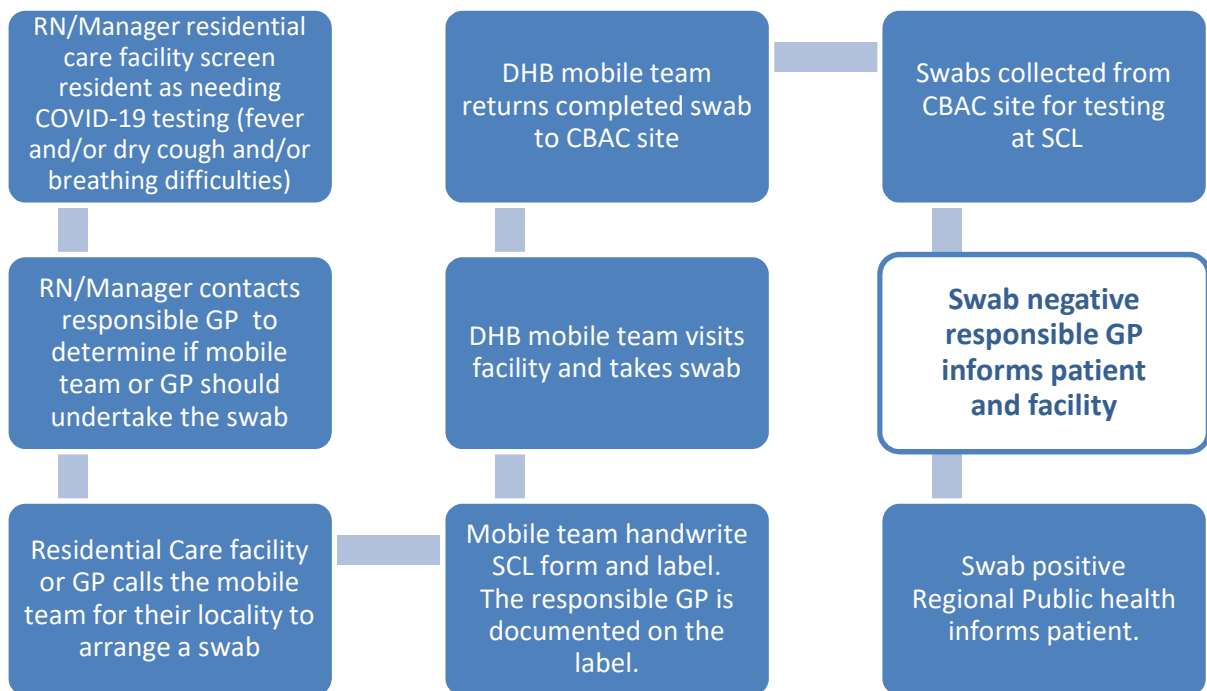 RN/Manager residential
care facility screen
resident as needing
COVID-19 testing (fever
and/or dry cough and/or
breathing difficulties)
RN/Manager contacts
responsible GP to
determine if mobile
team or GP should
undertake the swab
Residential Care facility
or GP calls the mobile
team for their locality to
arrange a swab
Mobile team handwrite
SCL form and label.
The responsible GP is
documented on the
label.
DHB mobile team visits
facility and takes swab
DHB mobile team
returns completed swab
to CBAC site
Swabs collected from
CBAC site for testing
at SCL
Swab negative
responsible GP
informs patient
and facility
Swab positive
Regional Public health
informs patient.